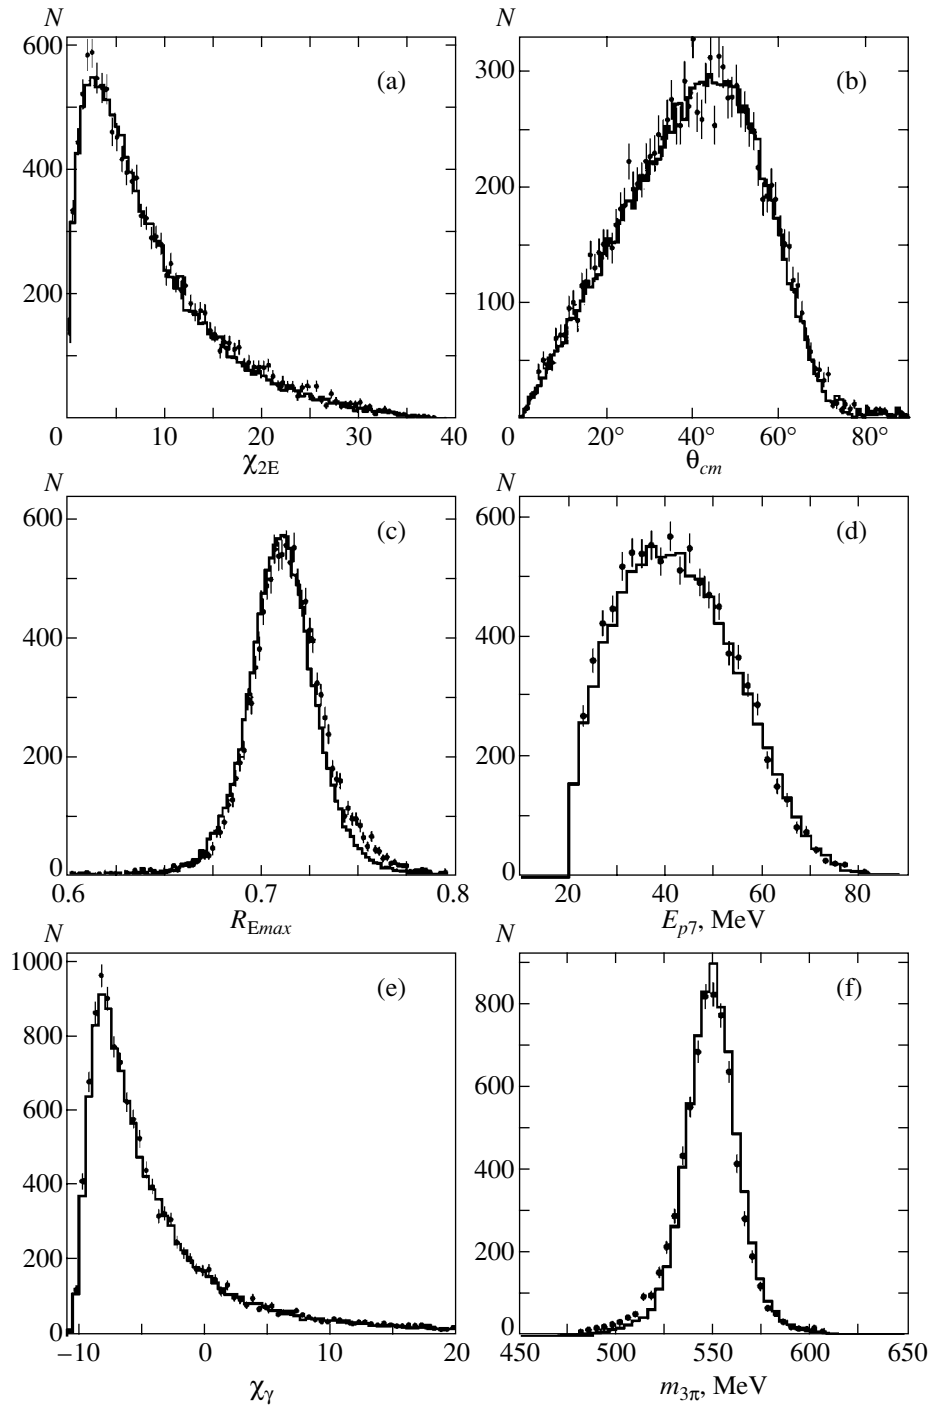 N N
600 (a) 300 (b)
400 200
200 100
0 10 20 30 40 0 20° 40° 60° 80°
χ2E θcm
N N
600 (c) 600 (d)
400 400
200 200
0 0
0.6 0.7 0.8 20 40 60 80
REmax Ep7, MeV
N N
1000 (e) (f)
800 800
600 600
400 400
200 200
0 0
−10 0 10 20 450 500 550 600 650
χγ m3π, MeV